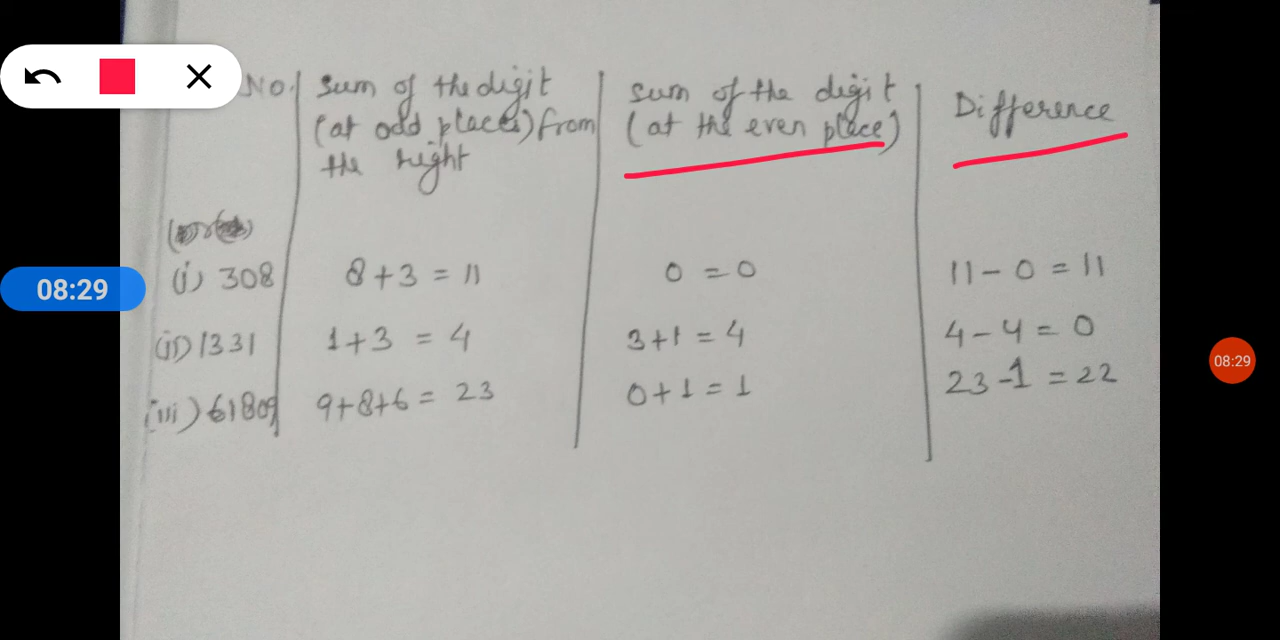 No. Sum of the digit (at odd places) from the right
Sum of the digit (at the even place)
Difference
(i) 308 8+3 = 11 0 = 0 11 - 0 = 11
(ii) 1331 1+3 = 4 3+1 = 4 4 - 4 = 0
(iii) 61809 9+8+6 = 23 0+1 = 1 23 - 1 = 22
08:29
08:29